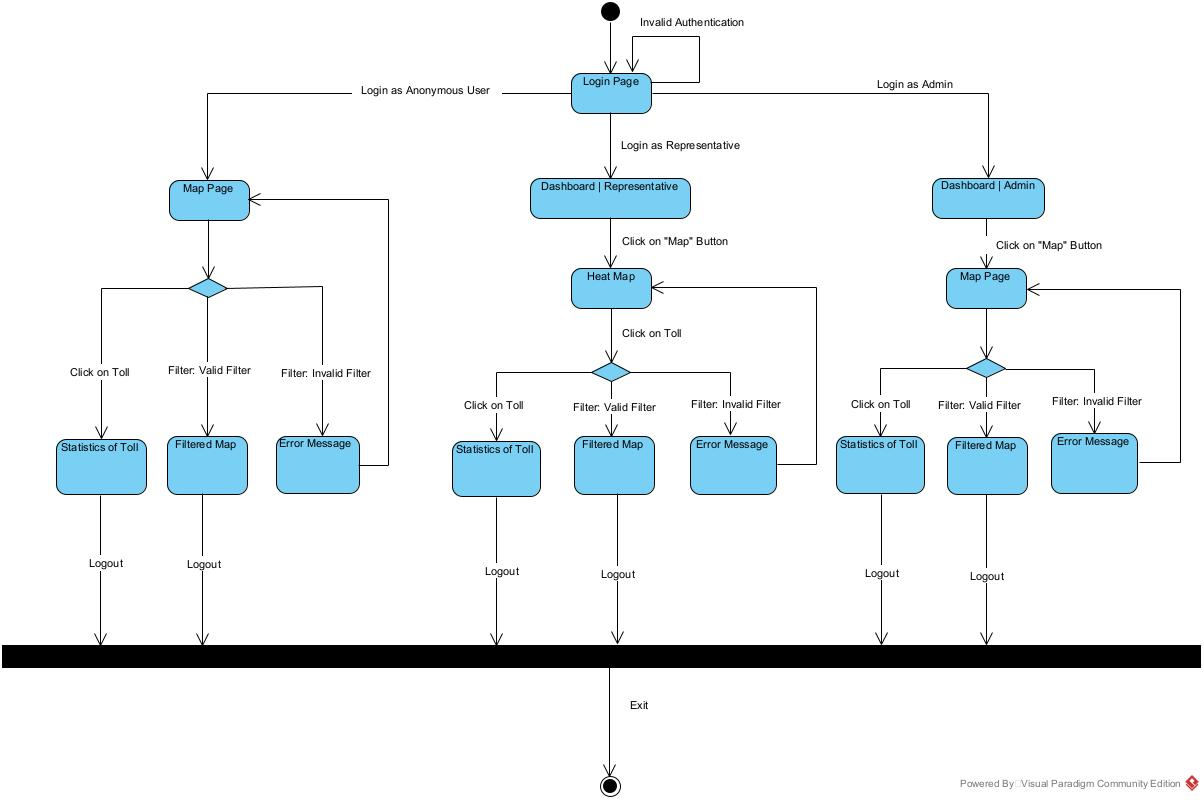 Invalid Authentication
Login Page
Login as Anonymous User
Login as Admin
Login as Representative
Map Page
Dashboard | Representative
Dashboard | Admin
Click on "Map" Button
Click on "Map" Button
Heat Map
Map Page
Click on Toll
Click on Toll
Filter: Valid Filter
Filter: Invalid Filter
Click on Toll
Filter: Valid Filter
Filter: Invalid Filter
Click on Toll
Filter: Valid Filter
Filter: Invalid Filter
Statistics of Toll
Filtered Map
Error Message
Statistics of Toll
Filtered Map
Error Message
Statistics of Toll
Filtered Map
Error Message
Logout
Logout
Logout
Logout
Logout
Logout
Exit
Powered By Visual Paradigm Community Edition